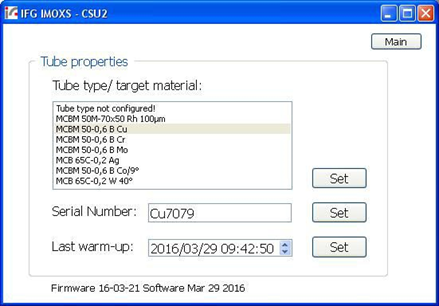 IFG IMOXS - CSU2
Main
Tube properties
Tube type/ target material:
Tube type not configured!
MCBM 50M-70x50 Rh 100µm
MCBM 50-0,6 B Cu
MCBM 50-0,6 B Cr
MCBM 50-0,6 B Mo
MCB 65C-0,2 Ag
MCBM 50-0,6 B Co/9°
MCB 65C-0,2 W 40°
Set
Serial Number: Cu7079 Set
Last warm-up: 2016/03/29 09:42:50 Set
Firmware 16-03-21 Software Mar 29 2016